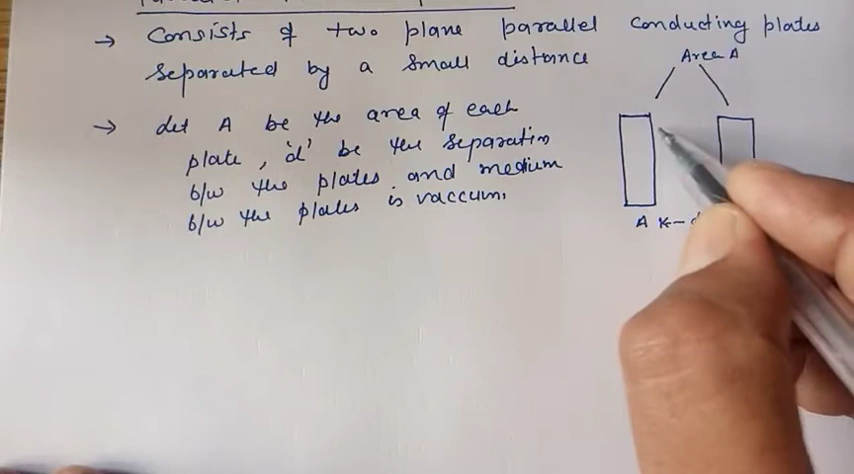 → Consists of two plane parallel conducting plates
separated by a small distance
Area A
→ Let A be the area of each
plate, 'd' be the separation
b/w the plates and medium
b/w the plates is vaccum.
A ← d